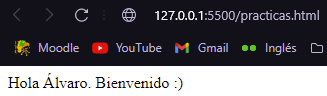 127.0.0.1:5500/practicas.html
Moodle YouTube Gmail Inglés
Hola Álvaro. Bienvenido :)